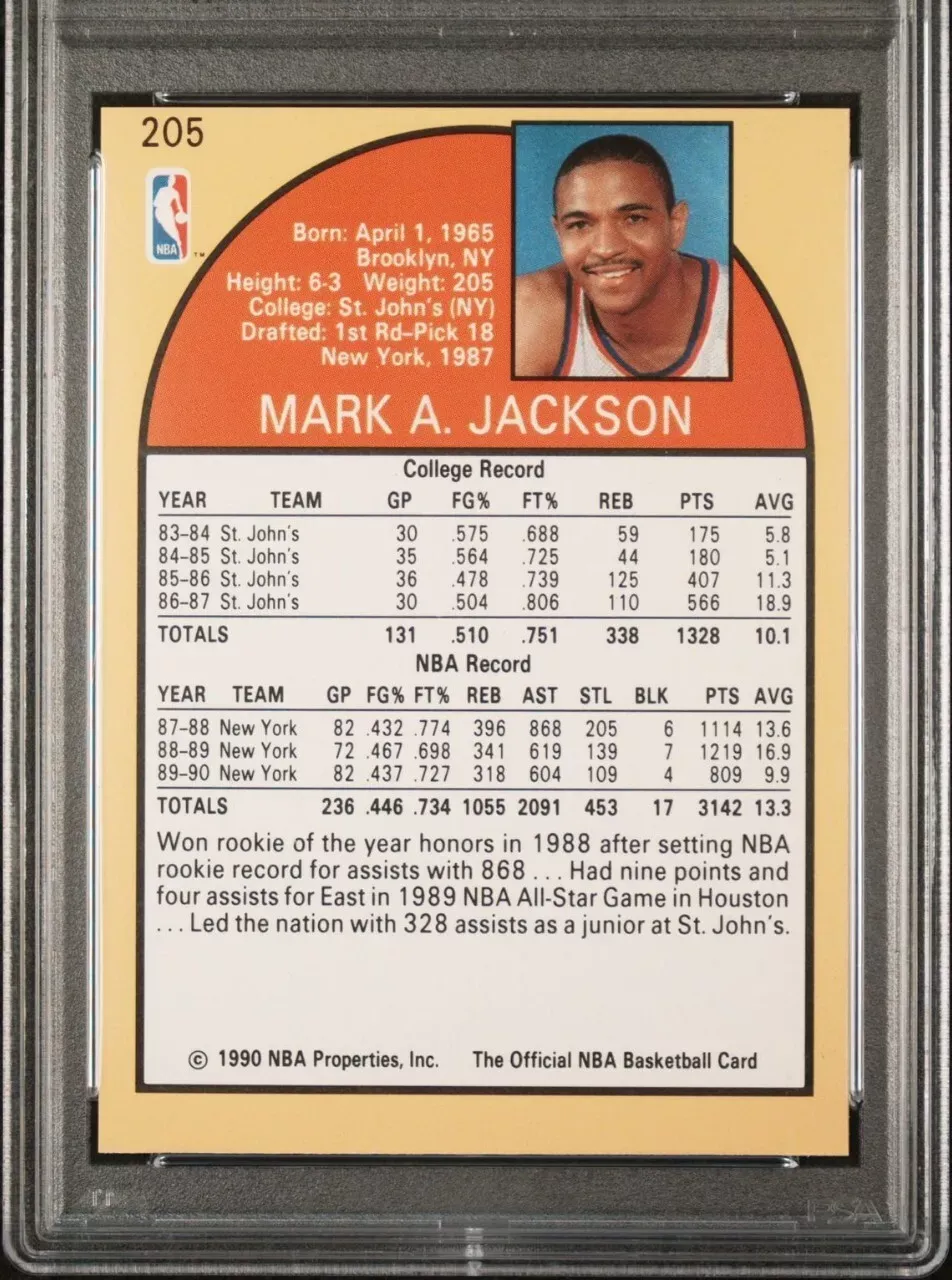 205
NBA
™
Born: April 1, 1965
Brooklyn, NY
Height: 6-3 Weight: 205
College: St. John's (NY)
Drafted: 1st Rd–Pick 18
New York, 1987
MARK A. JACKSON
College Record
YEAR TEAM GP FG% FT% REB PTS AVG
83–84 St. John's 30 .575 .688 59 175 5.8
84–85 St. John's 35 .564 .725 44 180 5.1
85–86 St. John's 36 .478 .739 125 407 11.3
86–87 St. John's 30 .504 .806 110 566 18.9
TOTALS 131 .510 .751 338 1328 10.1
NBA Record
YEAR TEAM GP FG% FT% REB AST STL BLK PTS AVG
87–88 New York 82 .432 .774 396 868 205 6 1114 13.6
88–89 New York 72 .467 .698 341 619 139 7 1219 16.9
89–90 New York 82 .437 .727 318 604 109 4 809 9.9
TOTALS 236 .446 .734 1055 2091 453 17 3142 13.3
Won rookie of the year honors in 1988 after setting NBA
rookie record for assists with 868 . . . Had nine points and
four assists for East in 1989 NBA All-Star Game in Houston
. . . Led the nation with 328 assists as a junior at St. John's.
© 1990 NBA Properties, Inc. The Official NBA Basketball Card
PSA